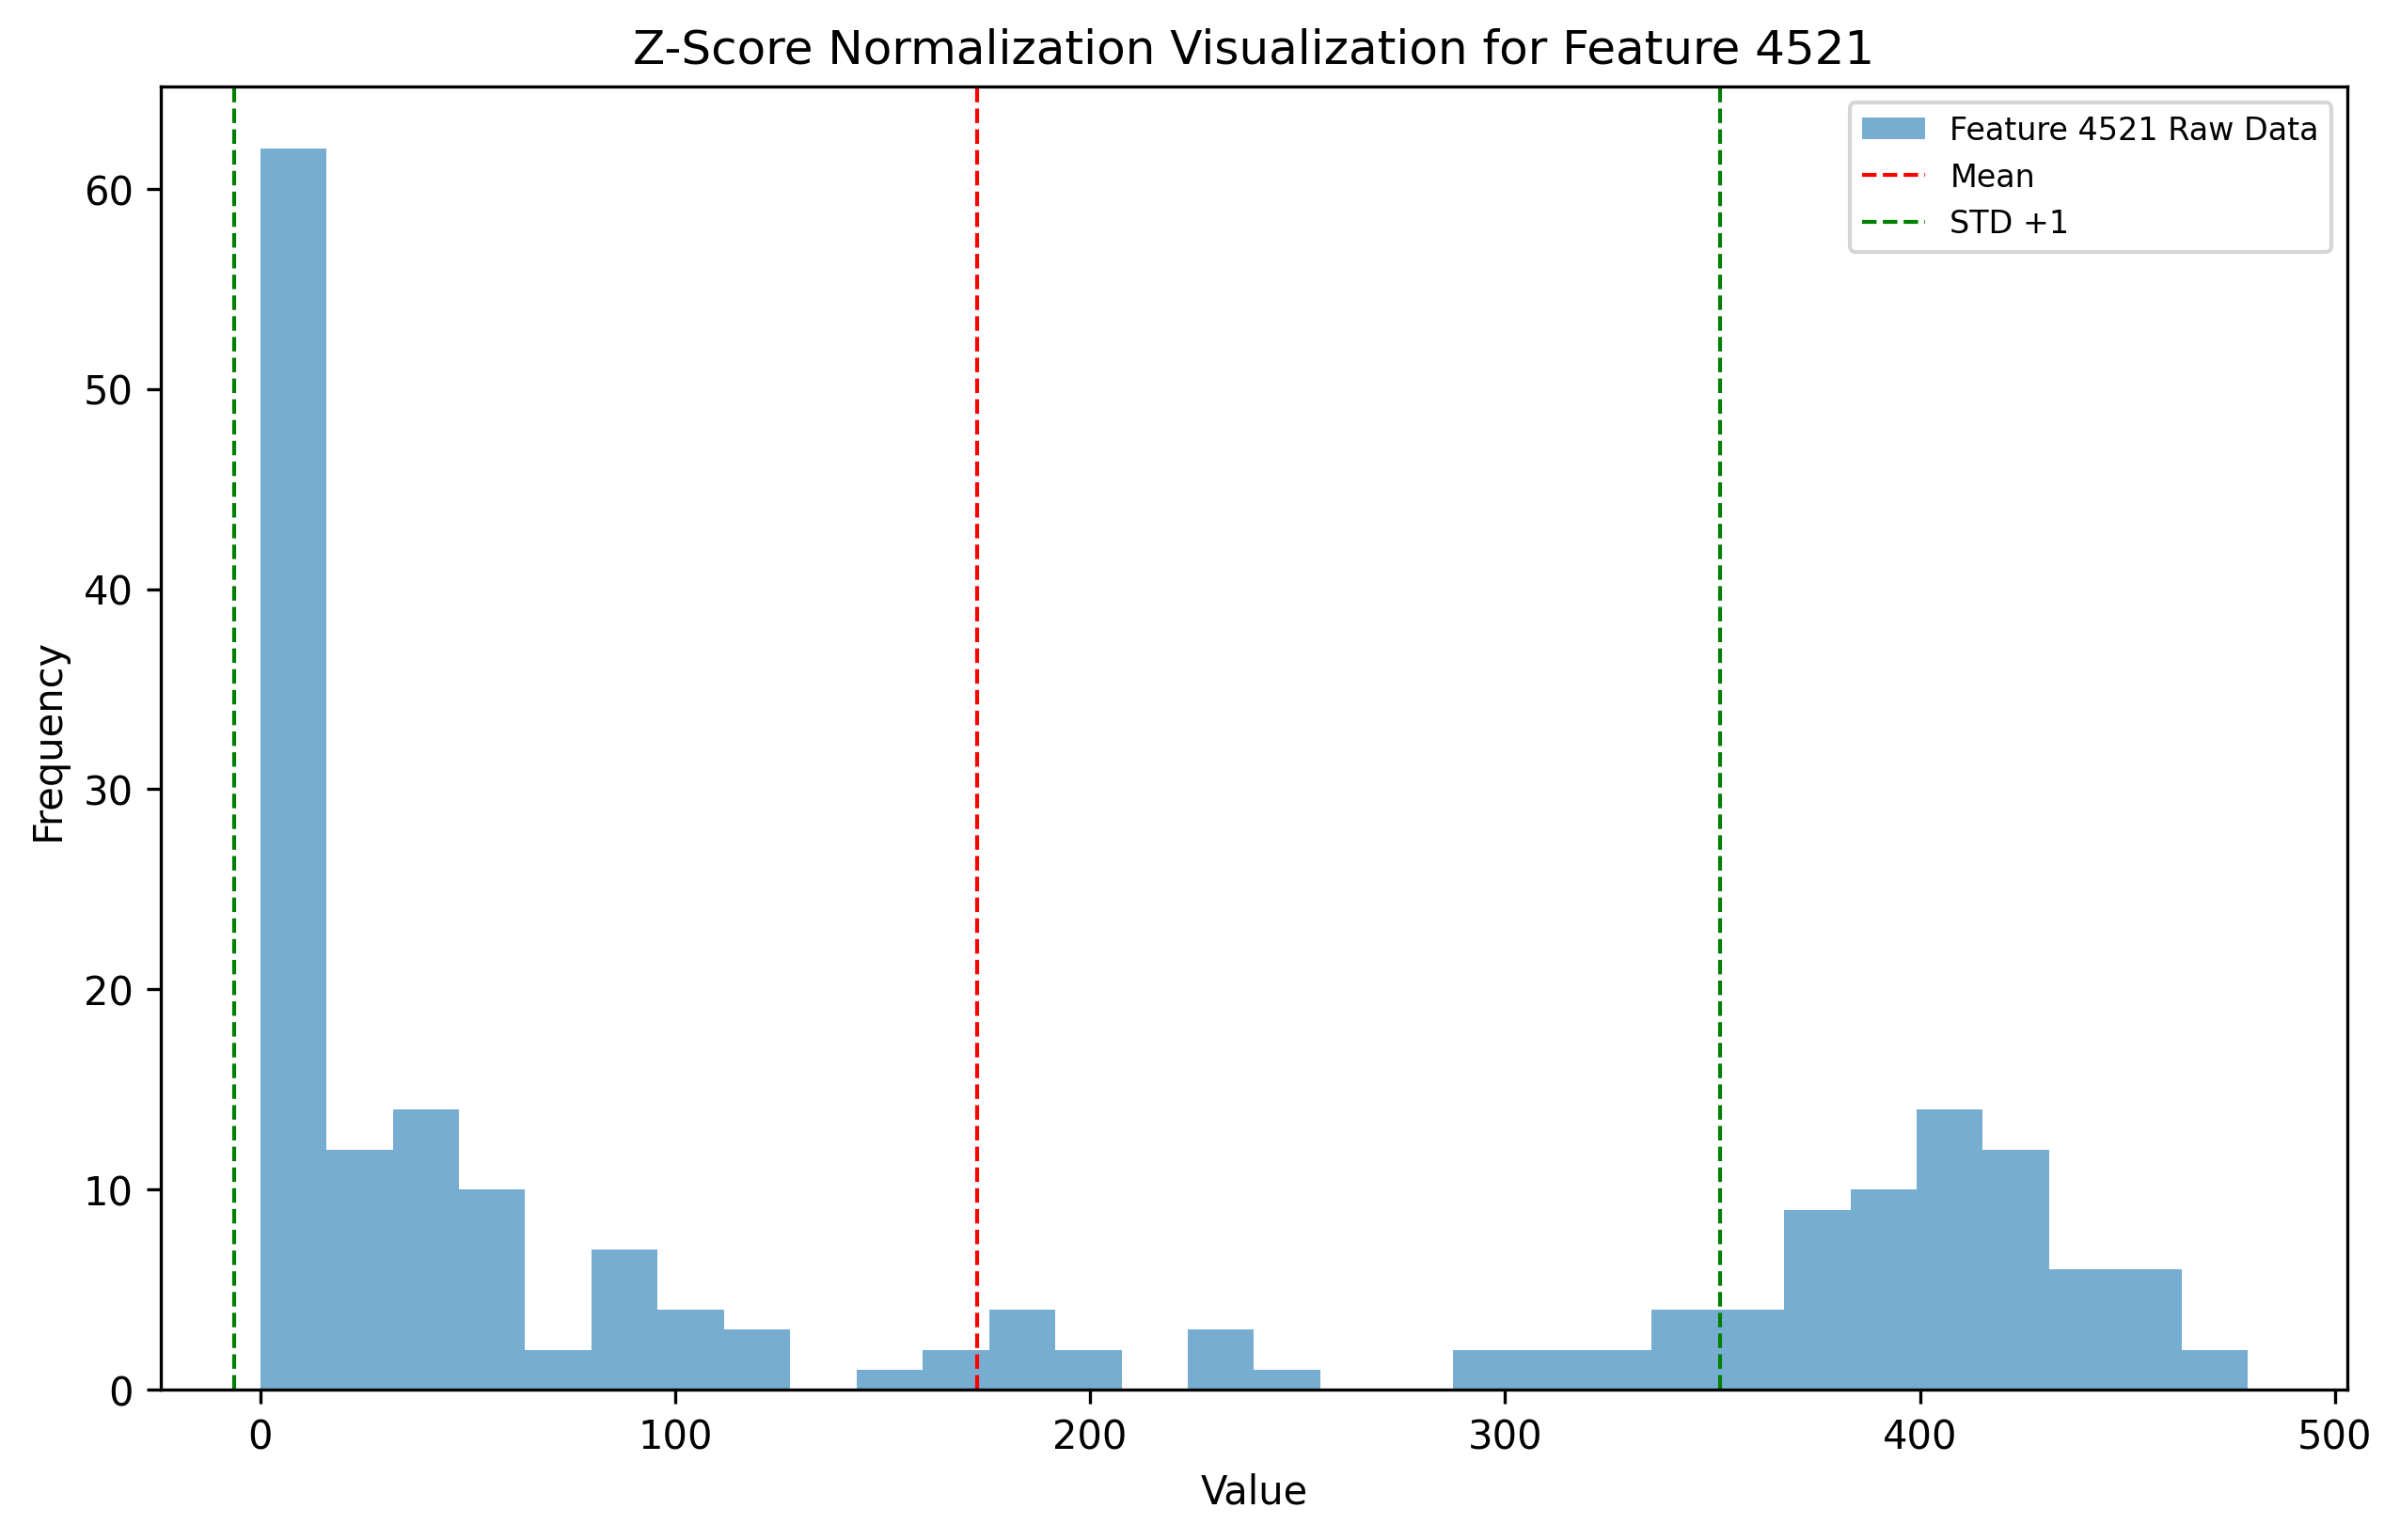 Z-Score Normalization Visualization for Feature 4521
Feature 4521 Raw Data
Mean
STD +1
Frequency
60
50
40
30
20
10
0
0 100 200 300 400 500
Value